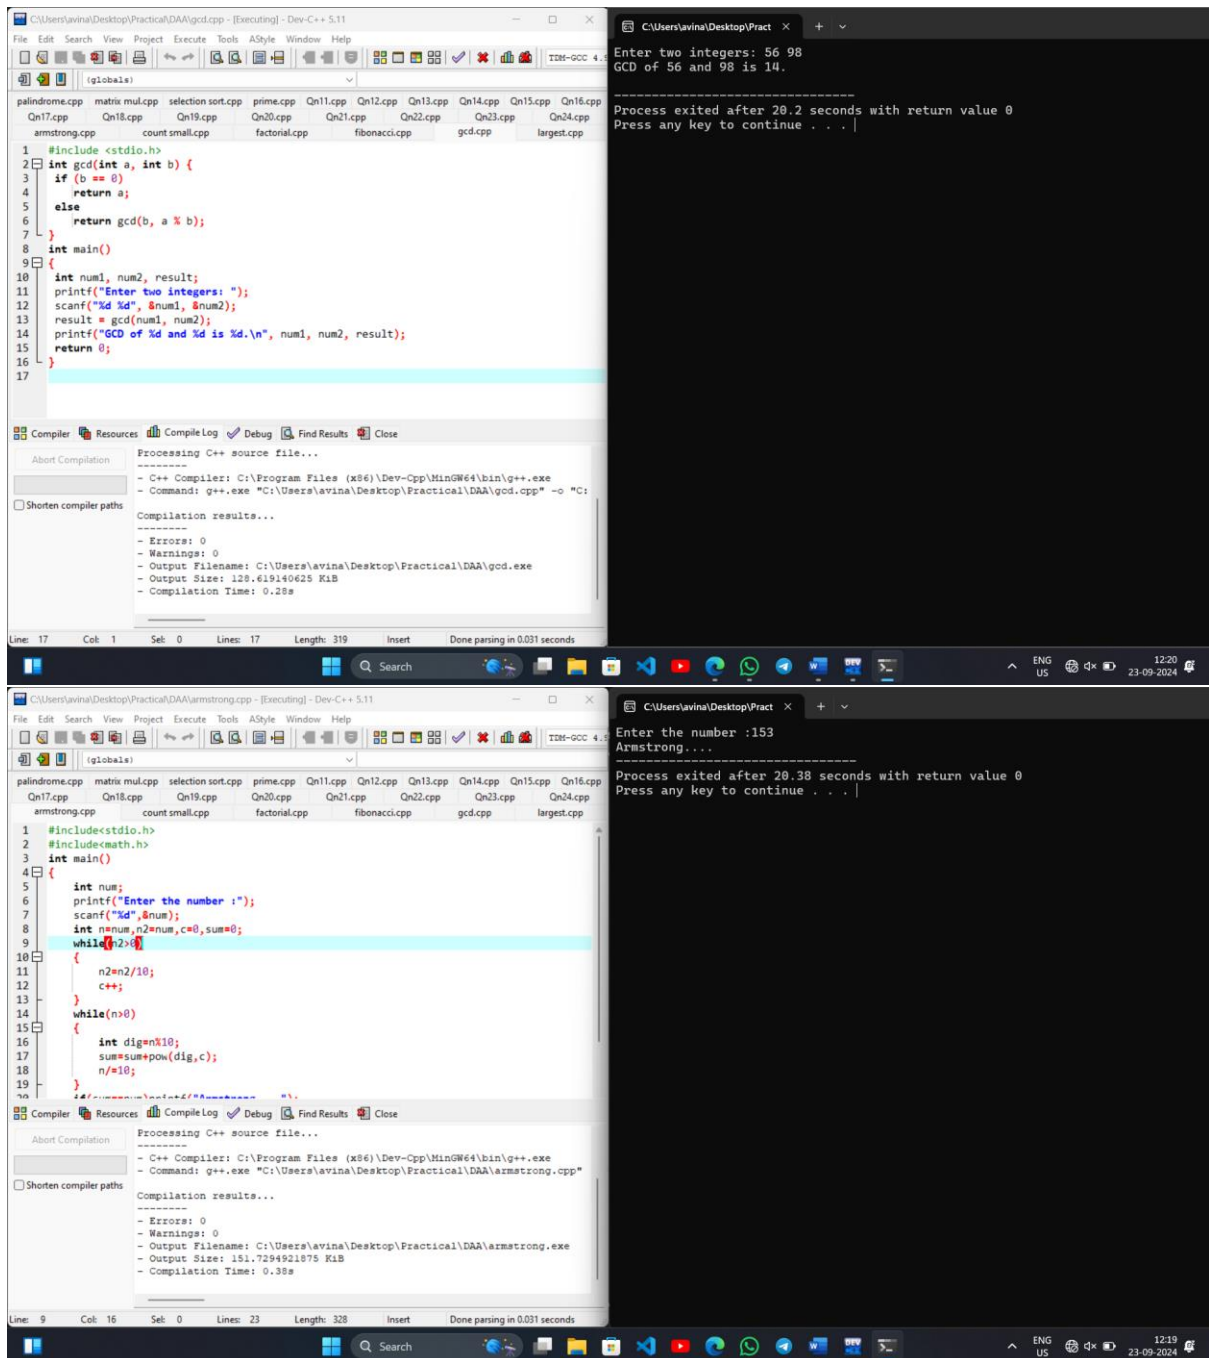 C:\Users\avina\Desktop\Practical\DAA\gcd.cpp - [Executing] - Dev-C++ 5.11
File Edit Search View Project Execute Tools AStyle Window Help
TDM-GCC 4.9
(globals)
palindrome.cpp matrix mul.cpp selection sort.cpp prime.cpp Qn11.cpp Qn12.cpp Qn13.cpp Qn14.cpp Qn15.cpp Qn16.cpp
Qn17.cpp Qn18.cpp Qn19.cpp Qn20.cpp Qn21.cpp Qn22.cpp Qn23.cpp Qn24.cpp
armstrong.cpp count small.cpp factorial.cpp fibonacci.cpp gcd.cpp largest.cpp
1 #include <stdio.h>
2 int gcd(int a, int b) {
3 if (b == 0)
4 return a;
5 else
6 return gcd(b, a % b);
7 }
8 int main()
9 {
10 int num1, num2, result;
11 printf("Enter two integers: ");
12 scanf("%d %d", &num1, &num2);
13 result = gcd(num1, num2);
14 printf("GCD of %d and %d is %d.\n", num1, num2, result);
15 return 0;
16 }
17
Compiler Resources Compile Log Debug Find Results Close
Abort Compilation
Shorten compiler paths
Processing C++ source file...
--------
- C++ Compiler: C:\Program Files (x86)\Dev-Cpp\MinGW64\bin\g++.exe
- Command: g++.exe "C:\Users\avina\Desktop\Practical\DAA\gcd.cpp" -o "C:
Compilation results...
--------
- Errors: 0
- Warnings: 0
- Output Filename: C:\Users\avina\Desktop\Practical\DAA\gcd.exe
- Output Size: 128.619140625 KiB
- Compilation Time: 0.28s
Line: 17 Col: 1 Sel: 0 Lines: 17 Length: 319 Insert Done parsing in 0.031 seconds
C:\Users\avina\Desktop\Pract
Enter two integers: 56 98
GCD of 56 and 98 is 14.
--------------------------------
Process exited after 20.2 seconds with return value 0
Press any key to continue . . .
Search
ENG
US
12:20
23-09-2024
C:\Users\avina\Desktop\Practical\DAA\armstrong.cpp - [Executing] - Dev-C++ 5.11
File Edit Search View Project Execute Tools AStyle Window Help
TDM-GCC 4.9
(globals)
palindrome.cpp matrix mul.cpp selection sort.cpp prime.cpp Qn11.cpp Qn12.cpp Qn13.cpp Qn14.cpp Qn15.cpp Qn16.cpp
Qn17.cpp Qn18.cpp Qn19.cpp Qn20.cpp Qn21.cpp Qn22.cpp Qn23.cpp Qn24.cpp
armstrong.cpp count small.cpp factorial.cpp fibonacci.cpp gcd.cpp largest.cpp
1 #include<stdio.h>
2 #include<math.h>
3 int main()
4 {
5 int num;
6 printf("Enter the number :");
7 scanf("%d",&num);
8 int n=num,n2=num,c=0,sum=0;
9 while(n2>0)
10 {
11 n2=n2/10;
12 c++;
13 }
14 while(n>0)
15 {
16 int dig=n%10;
17 sum=sum+pow(dig,c);
18 n/=10;
19 }
20 if(sum==num)printf("Armstrong....");
Compiler Resources Compile Log Debug Find Results Close
Abort Compilation
Shorten compiler paths
Processing C++ source file...
--------
- C++ Compiler: C:\Program Files (x86)\Dev-Cpp\MinGW64\bin\g++.exe
- Command: g++.exe "C:\Users\avina\Desktop\Practical\DAA\armstrong.cpp"
Compilation results...
--------
- Errors: 0
- Warnings: 0
- Output Filename: C:\Users\avina\Desktop\Practical\DAA\armstrong.exe
- Output Size: 151.7294921875 KiB
- Compilation Time: 0.38s
Line: 9 Col: 16 Sel: 0 Lines: 23 Length: 328 Insert Done parsing in 0.031 seconds
C:\Users\avina\Desktop\Pract
Enter the number :153
Armstrong....
--------------------------------
Process exited after 20.38 seconds with return value 0
Press any key to continue . . .
Search
ENG
US
12:19
23-09-2024